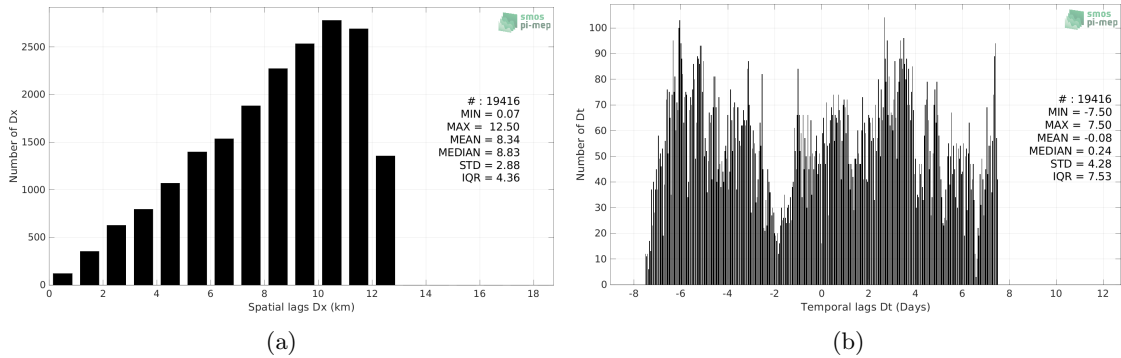 smos
pi-mep
2500
2000
1500
1000
500
0
Number of Dx
# : 19416
MIN = 0.07
MAX = 12.50
MEAN = 8.34
MEDIAN = 8.83
STD = 2.88
IQR = 4.36
0 2 4 6 8 10 12 14 16 18
Spatial lags Dx (km)
(a)
smos
pi-mep
100
90
80
70
60
50
40
30
20
10
0
Number of Dt
# : 19416
MIN = -7.50
MAX = 7.50
MEAN = -0.08
MEDIAN = 0.24
STD = 4.28
IQR = 7.53
-8 -6 -4 -2 0 2 4 6 8 10 12
Temporal lags Dt (Days)
(b)